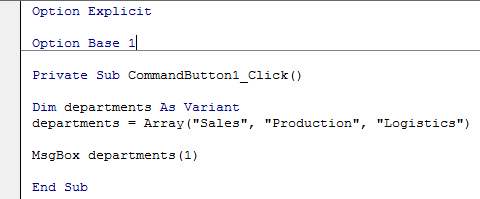 Option Explicit
Option Base 1
Private Sub CommandButton1_Click()
Dim departments As Variant
departments = Array("Sales", "Production", "Logistics")
MsgBox departments(1)
End Sub